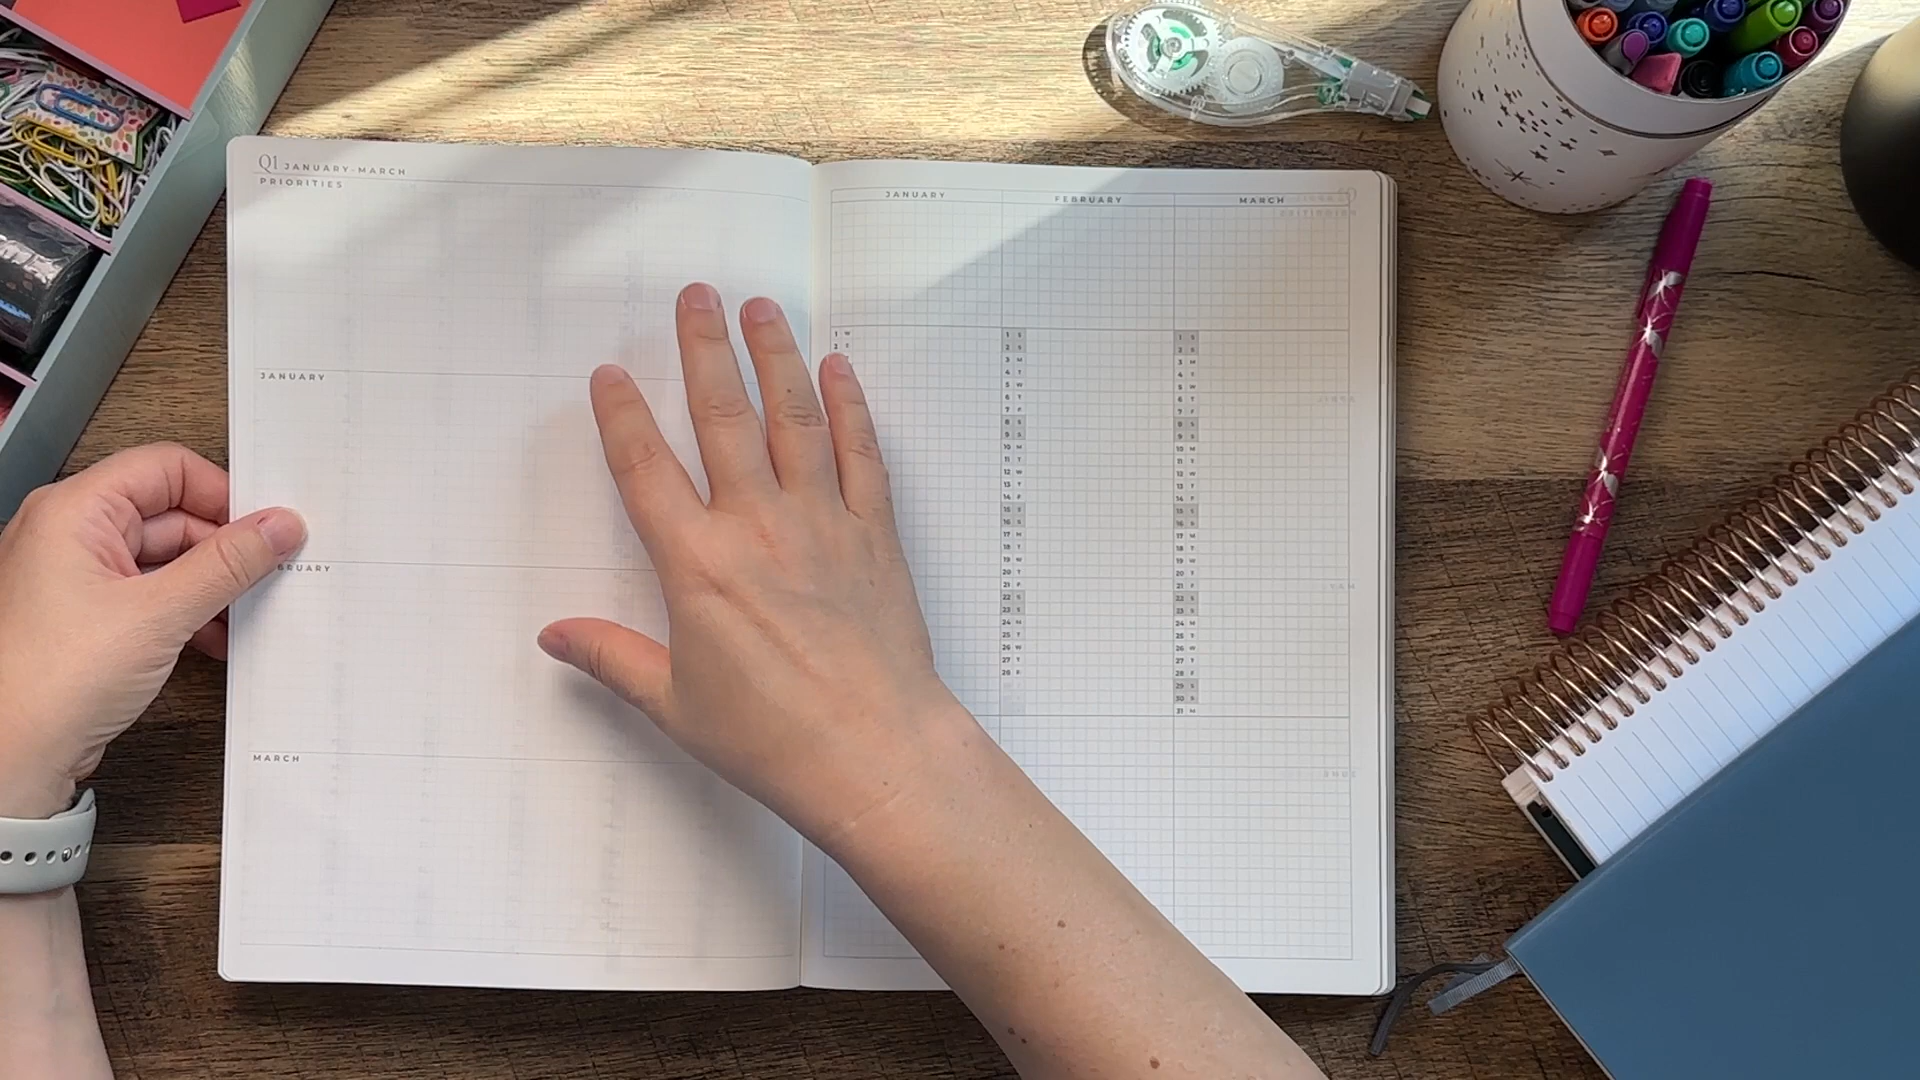 Q1 JANUARY-MARCH
PRIORITIES
JANUARY
BRUARY
MARCH
JANUARY FEBRUARY MARCH
1 W
2
1 S
2 S
3 M
4 T
5 W
6 T
7 F
8 S
9 S
10 M
11 T
12 W
13 T
14 F
15 S
16 S
17 M
18 T
19 W
20 T
21 F
22 S
23 S
24 M
25 T
26 W
27 T
28 F
1 S
2 S
3 M
4 T
5 W
6 T
7 F
8 S
9 S
10 M
11 T
12 W
13 T
14 F
15 S
16 S
17 M
18 T
19 W
20 T
21 F
22 S
23 S
24 M
25 T
26 W
27 T
28 F
29 S
30 S
31 M